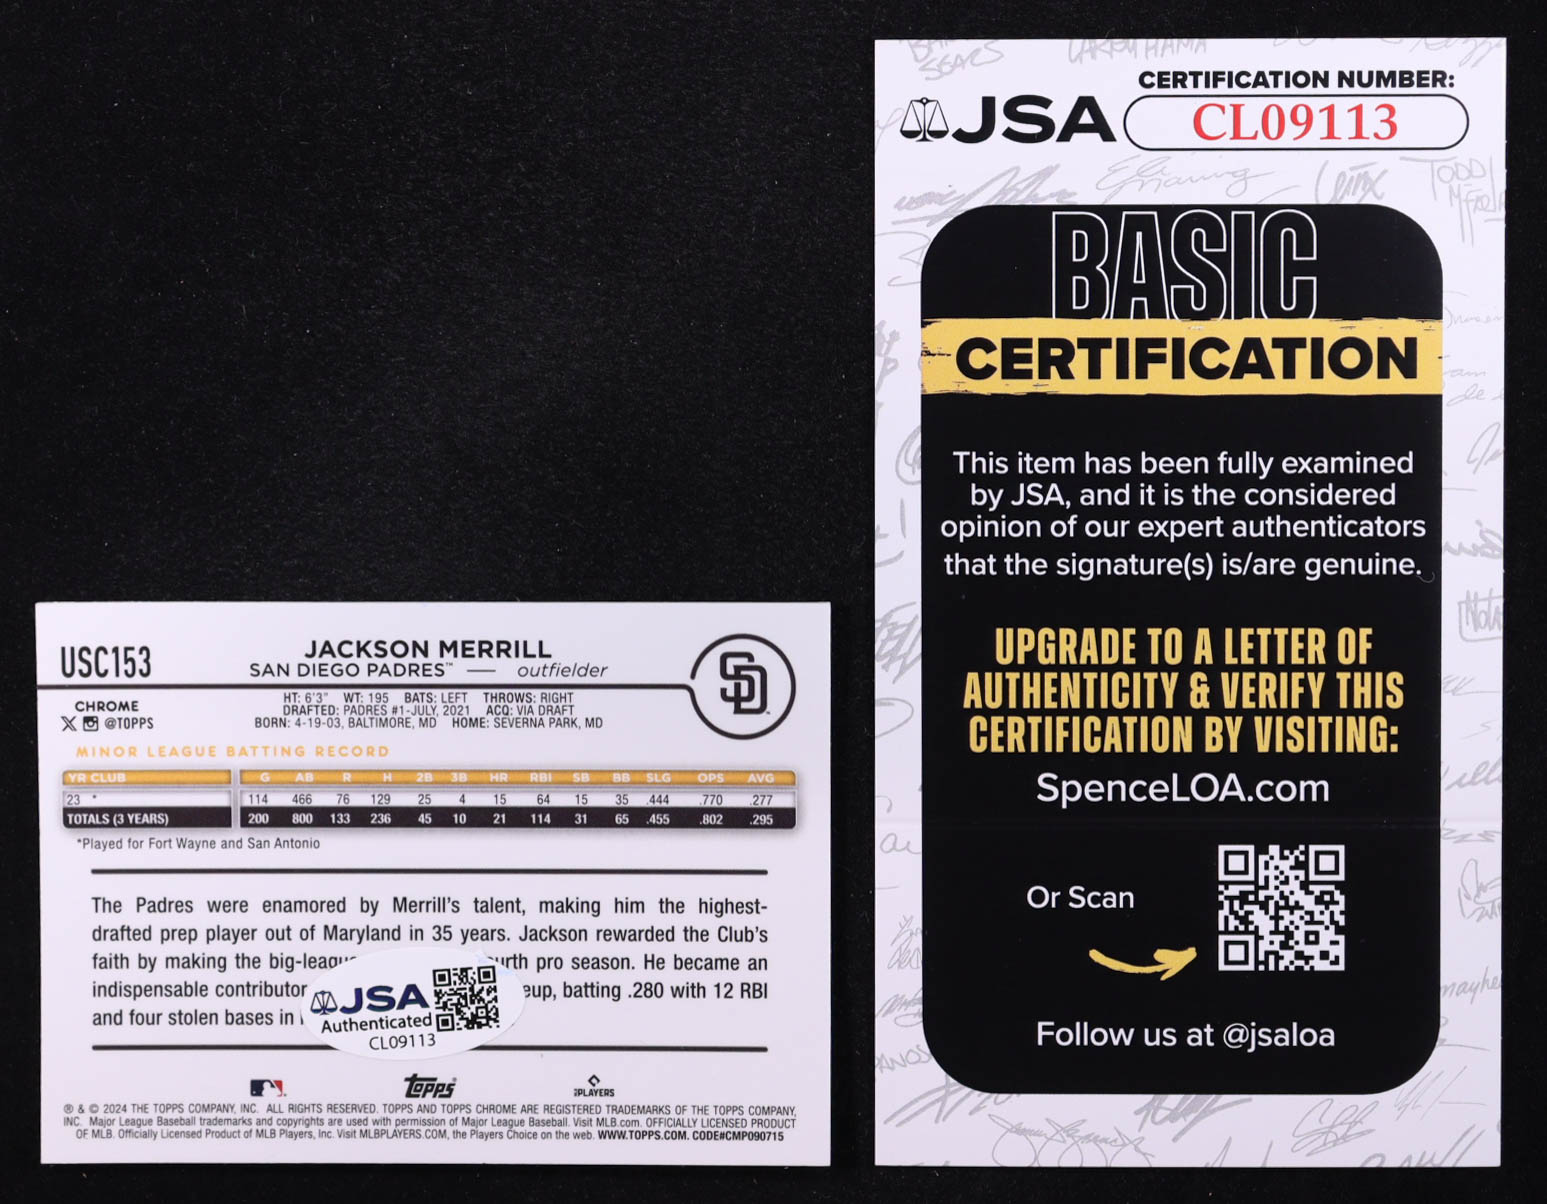 USC153
JACKSON MERRILL
SAN DIEGO PADRES™ — outfielder
SD
CHROME
@TOPPS
HT: 6'3" WT: 195 BATS: LEFT THROWS: RIGHT
DRAFTED: PADRES #1-JULY, 2021 ACQ: VIA DRAFT
BORN: 4-19-03, BALTIMORE, MD HOME: SEVERNA PARK, MD
MINOR LEAGUE BATTING RECORD
YR CLUB G AB R H 2B 3B HR RBI SB BB SLG OPS AVG
23 * 114 466 76 129 25 4 15 64 15 35 .444 .770 .277
TOTALS (3 YEARS) 200 800 133 236 45 10 21 114 31 65 .455 .802 .295
*Played for Fort Wayne and San Antonio
The Padres were enamored by Merrill's talent, making him the highest-
drafted prep player out of Maryland in 35 years. Jackson rewarded the Club's
faith by making the big-leagu urth pro season. He became an
indispensable contributor eup, batting .280 with 12 RBI
and four stolen bases in
JSA
Authenticated
CL09113
Topps
PLAYERS
® & © 2024 THE TOPPS COMPANY, INC. ALL RIGHTS RESERVED. TOPPS AND TOPPS CHROME ARE REGISTERED TRADEMARKS OF THE TOPPS COMPANY,
INC. Major League Baseball trademarks and copyrights are used with permission of Major League Baseball. Visit MLB.com. OFFICIALLY LICENSED PRODUCT
OF MLB. Officially Licensed Product of MLB Players, Inc. Visit MLBPLAYERS.COM, the Players Choice on the web. WWW.TOPPS.COM. CODE#CMP090715
CERTIFICATION NUMBER:
JSA CL09113
BASIC
CERTIFICATION
This item has been fully examined
by JSA, and it is the considered
opinion of our expert authenticators
that the signature(s) is/are genuine.
UPGRADE TO A LETTER OF
AUTHENTICITY & VERIFY THIS
CERTIFICATION BY VISITING:
SpenceLOA.com
Or Scan
Follow us at @jsaloa